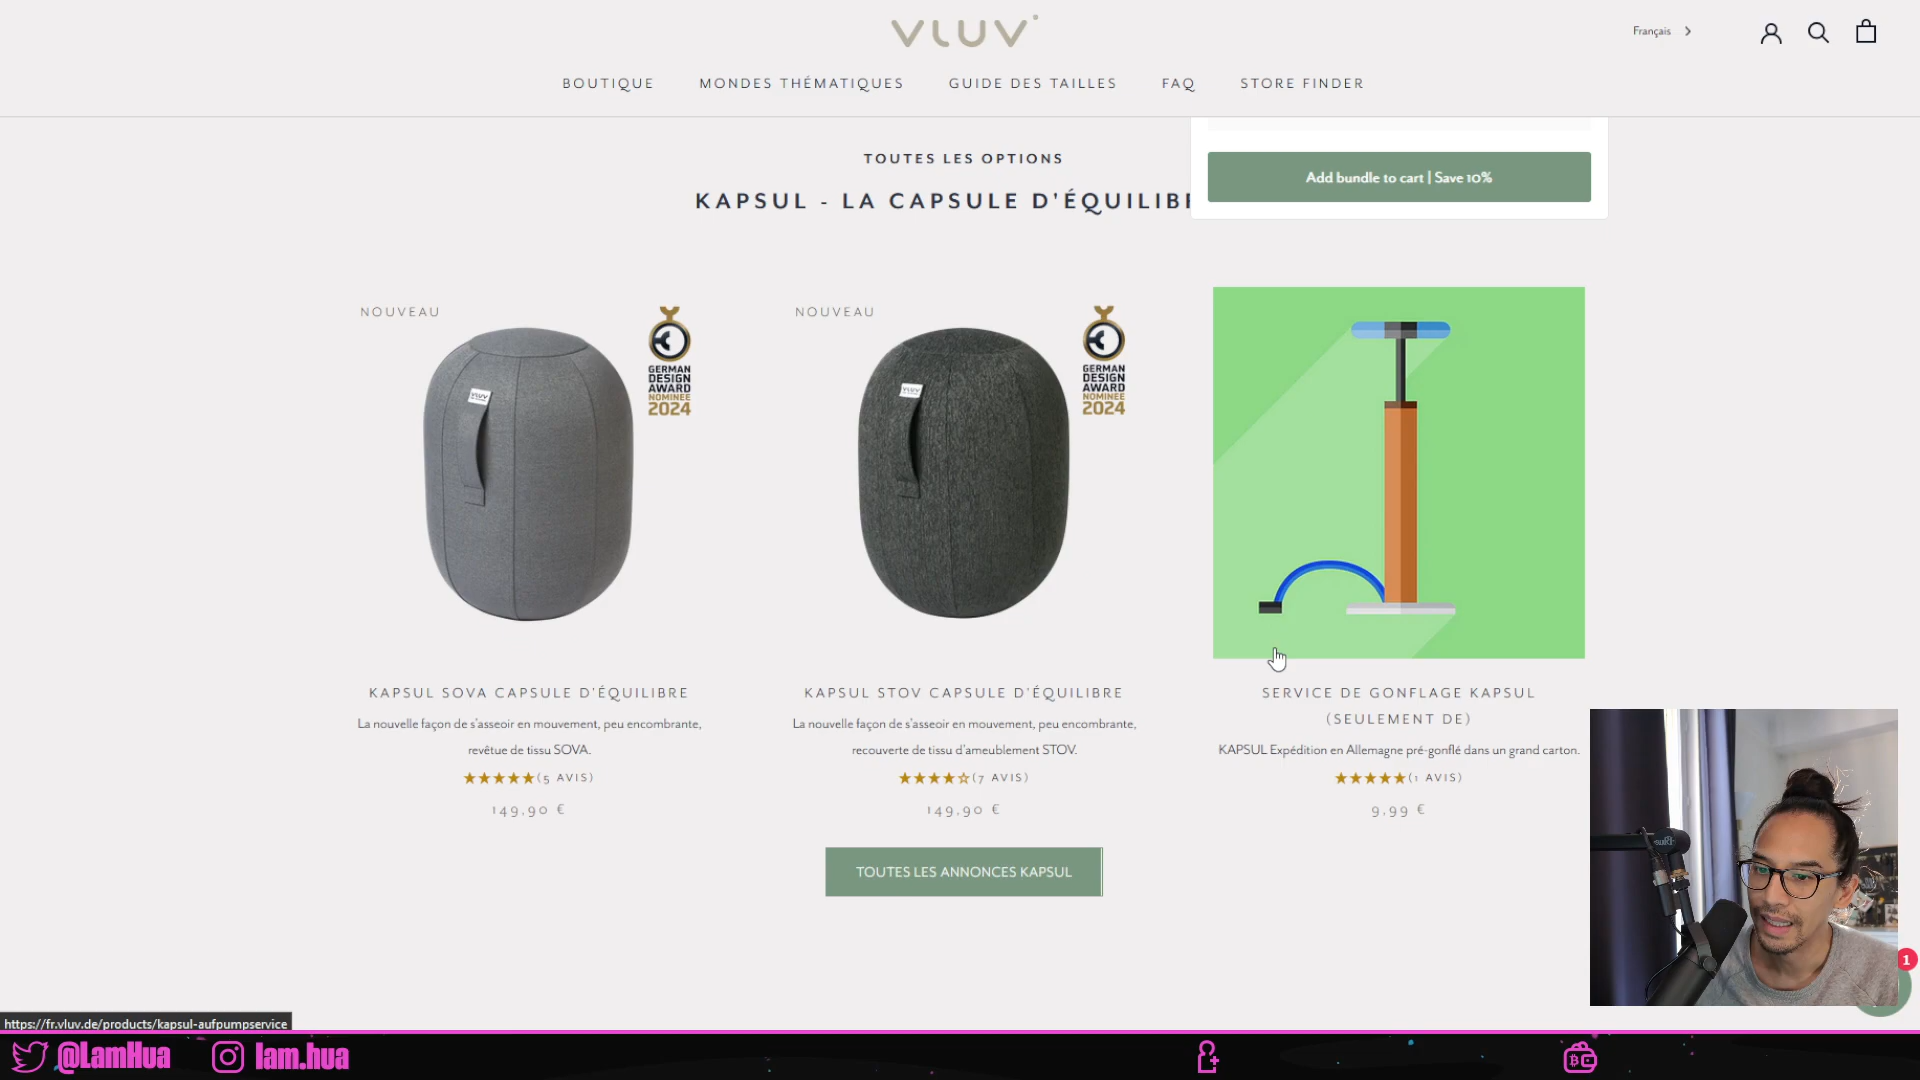 VLUV
Français
BOUTIQUE
MONDES THÉMATIQUES
GUIDE DES TAILLES
FAQ
STORE FINDER
TOUTES LES OPTIONS
KAPSUL - LA CAPSULE D'ÉQUILIB
Add bundle to cart | Save 10%
NOUVEAU
GERMAN
DESIGN
AWARD
NOMINEE
2024
VLUV
NOUVEAU
GERMAN
DESIGN
AWARD
NOMINEE
2024
VLUV
KAPSUL SOVA CAPSULE D'ÉQUILIBRE
La nouvelle façon de s'asseoir en mouvement, peu encombrante,
revêtue de tissu SOVA.
(5 AVIS)
149,90 €
KAPSUL STOV CAPSULE D'ÉQUILIBRE
La nouvelle façon de s'asseoir en mouvement, peu encombrante,
recouverte de tissu d'ameublement STOV.
(7 AVIS)
149,90 €
SERVICE DE GONFLAGE KAPSUL
(SEULEMENT DE)
KAPSUL Expédition en Allemagne pré-gonflé dans un grand carton.
(1 AVIS)
9,99 €
TOUTES LES ANNONCES KAPSUL
1
https://fr.vluv.de/products/kapsul-aufpumpservice
@LamHua
lam.hua